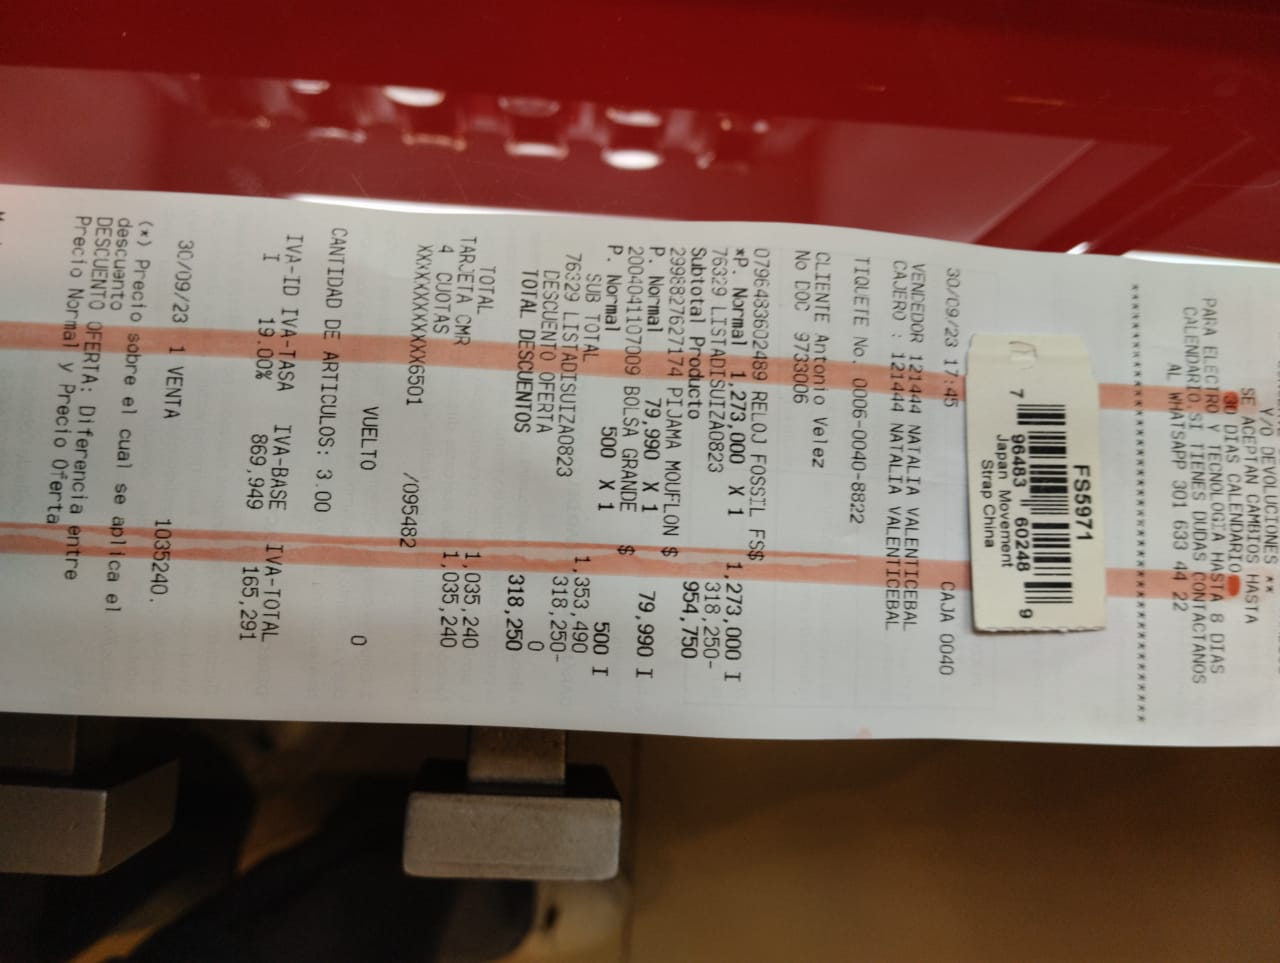 Y/O DEVOLUCIONES **
SE ACEPTAN CAMBIOS HASTA
30 DIAS CALENDARIO
PARA ELECTRO Y TECNOLOGIA HASTA 8 DIAS
CALENDARIO. SI TIENES DUDAS CONTACTANOS
AL WHATSAPP 301 633 44 22
FS5971
7 96483 60248 9
Japan Movement
Strap China
30/09/23 17:45 CAJA 0040
VENDEDOR 121444 NATALIA VALENTICEBAL
CAJERO : 121444 NATALIA VALENTICEBAL
TIQUETE No. 0006-0040-8822
CLIENTE Antonio Velez
No DOC 9733006
0796483602489 RELOJ FOSSIL FS$ 1,273,000 I
*P. Normal 1,273,000 X 1
76329 LISTADISUIZA0823 318,250-
Subtotal Producto 954,750
2998827627174 PIJAMA MOUFLON $ 79,990 I
P. Normal 79,990 X 1
2004041107009 BOLSA GRANDE $ 500 I
P. Normal 500 X 1
SUB TOTAL 1,353,490
76329 LISTADISUIZA0823 318,250-
DESCUENTO OFERTA 0
TOTAL DESCUENTOS 318,250
TOTAL 1,035,240
TARJETA CMR 1,035,240
4 CUOTAS
XXXXXXXXXXXX6501 /095482
VUELTO 0
CANTIDAD DE ARTICULOS: 3.00
IVA-ID IVA-TASA IVA-BASE IVA-TOTAL
I 19.00% 869,949 165,291
30/09/23 1 VENTA 1035240.
(*) Precio sobre el cual se aplica el
descuento
DESCUENTO OFERTA: Diferencia entre
Precio Normal y Precio Oferta